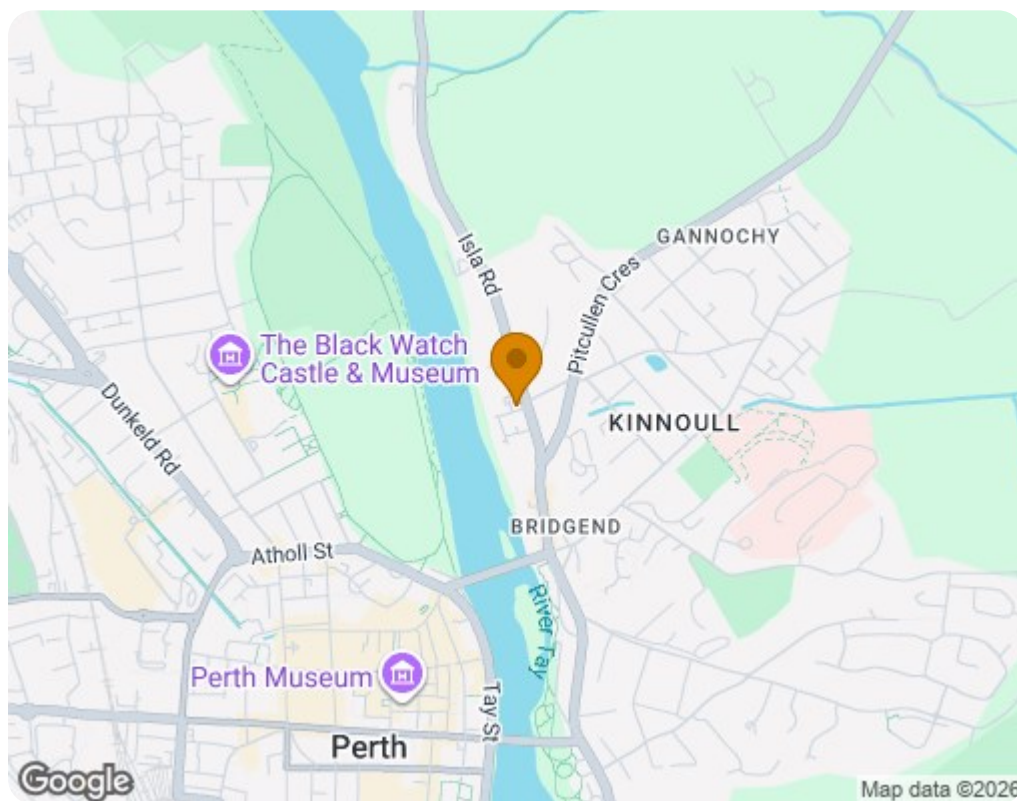 GANNOCHY
Isla Rd
Pitcullen Cres
The Black Watch
Castle & Museum
KINNOULL
Dunkeld Rd
BRIDGEND
Atholl St
River Tay
Perth Museum
Tay St
Perth
Google
Map data ©2026